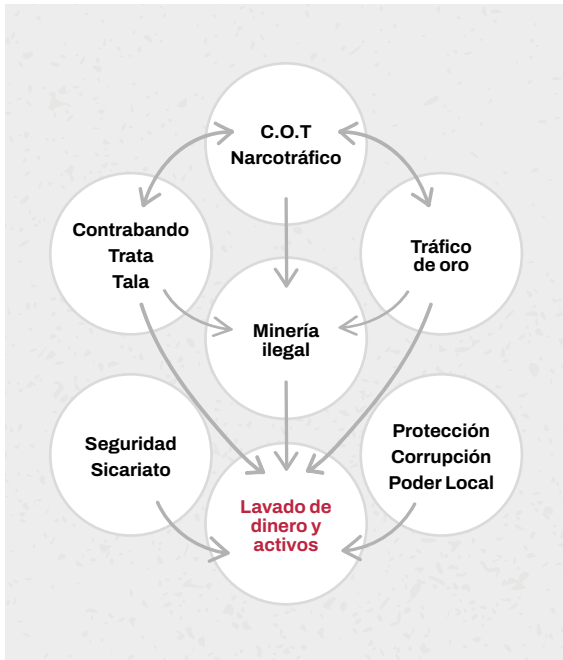 C.O.T
Narcotráfico
Contrabando
Trata
Tala
Tráfico
de oro
Minería
ilegal
Seguridad
Sicariato
Protección
Corrupción
Poder Local
Lavado de
dinero y
activos